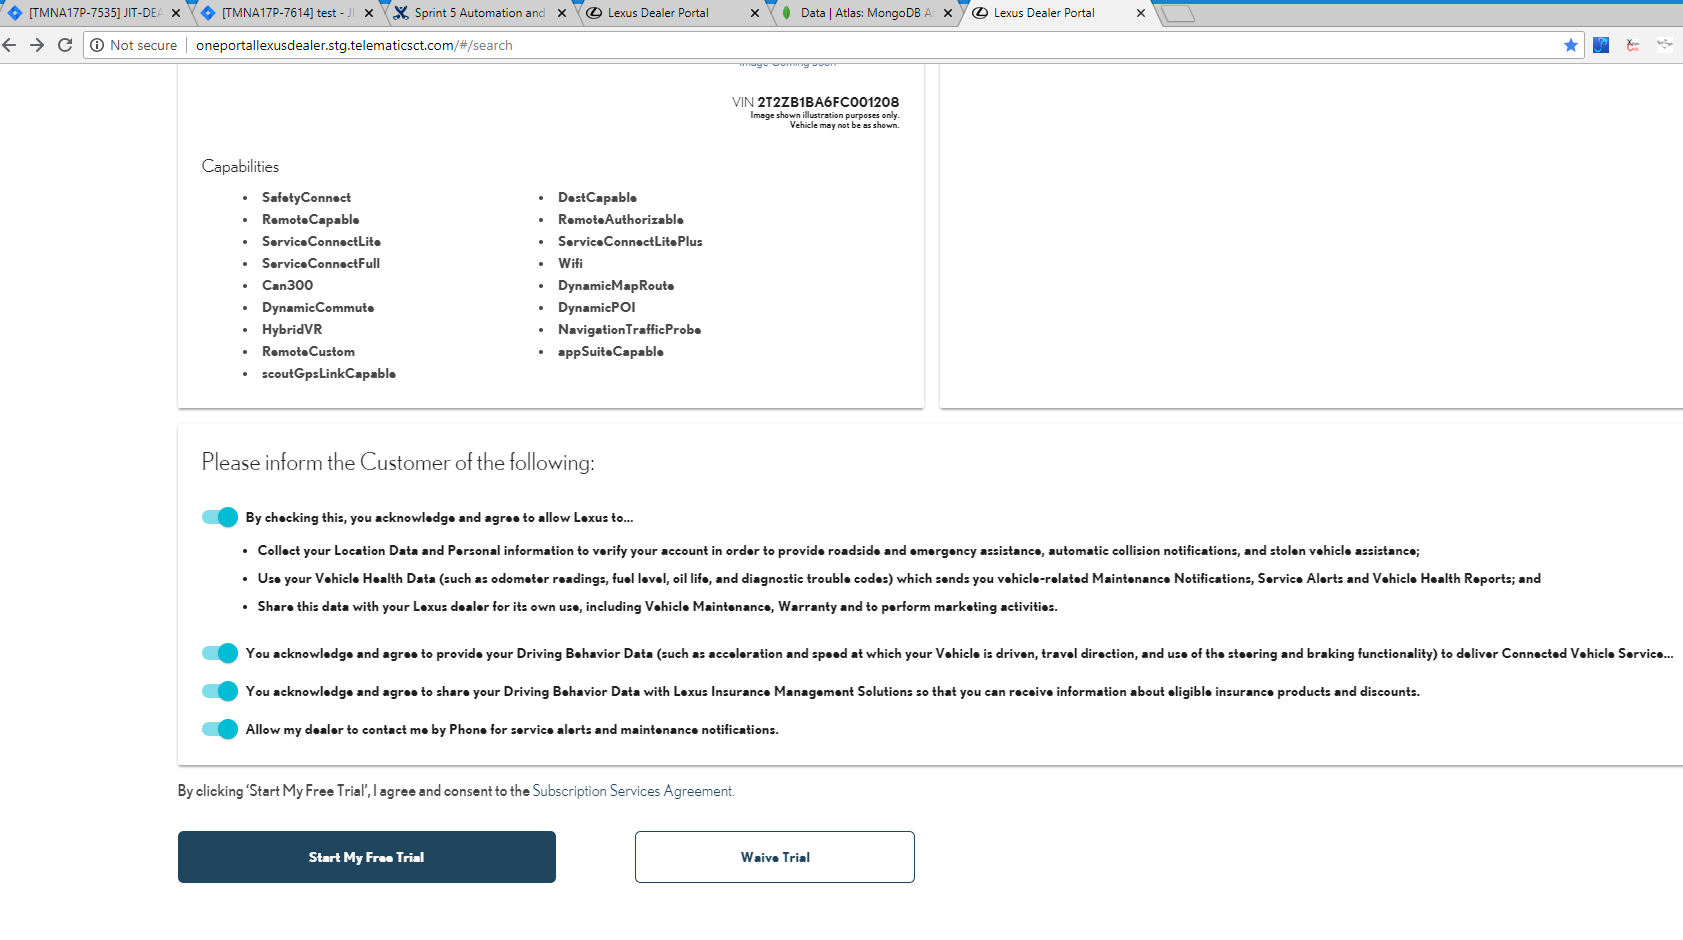 [TMNA17P-7535] JIT-DEA
[TMNA17P-7614] test - JI
Sprint 5 Automation and
Lexus Dealer Portal
Data | Atlas: MongoDB At
Lexus Dealer Portal
Not secure
oneportallexusdealer.stg.telematicsct.com/#/search
Image Coming Soon
VIN 2T2ZB1BA6FC001208
Image shown illustration purposes only.
Vehicle may not be as shown.
Capabilities
SafetyConnect
DestCapable
RemoteCapable
RemoteAuthorizable
ServiceConnectLite
ServiceConnectLitePlus
ServiceConnectFull
Wifi
Can300
DynamicMapRoute
DynamicCommute
DynamicPOI
HybridVR
NavigationTrafficProbe
RemoteCustom
appSuiteCapable
scoutGpsLinkCapable
Please inform the Customer of the following:
By checking this, you acknowledge and agree to allow Lexus to...
Collect your Location Data and Personal information to verify your account in order to provide roadside and emergency assistance, automatic collision notifications, and stolen vehicle assistance;
Use your Vehicle Health Data (such as odometer readings, fuel level, oil life, and diagnostic trouble codes) which sends you vehicle-related Maintenance Notifications, Service Alerts and Vehicle Health Reports; and
Share this data with your Lexus dealer for its own use, including Vehicle Maintenance, Warranty and to perform marketing activities.
You acknowledge and agree to provide your Driving Behavior Data (such as acceleration and speed at which your Vehicle is driven, travel direction, and use of the steering and braking functionality) to deliver Connected Vehicle Service...
You acknowledge and agree to share your Driving Behavior Data with Lexus Insurance Management Solutions so that you can receive information about eligible insurance products and discounts.
Allow my dealer to contact me by Phone for service alerts and maintenance notifications.
By clicking 'Start My Free Trial', I agree and consent to the Subscription Services Agreement.
Start My Free Trial
Waive Trial